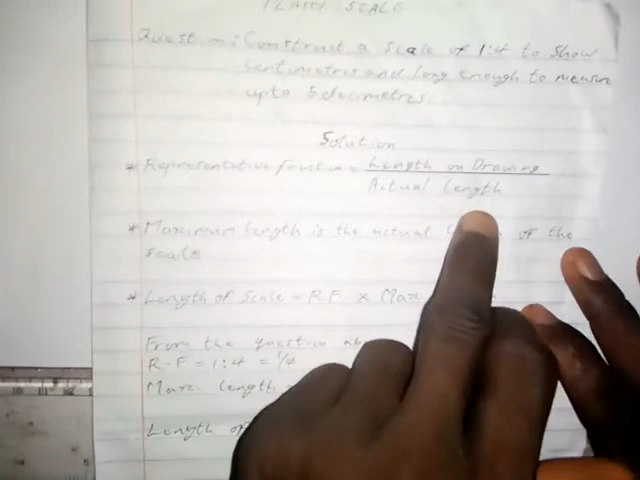 PLAIN SCALE
Question: Construct a scale of 1:4 to show
centimetres and long enough to measure
upto 5 decimetres.
Solution
* Representative fraction = Length on Drawing
Actual length
* Maximum length is the actual of the
scale
* Length of Scale = R.F x Max
From the question
R.F = 1:4 = 1/4
Max. length =
Length of